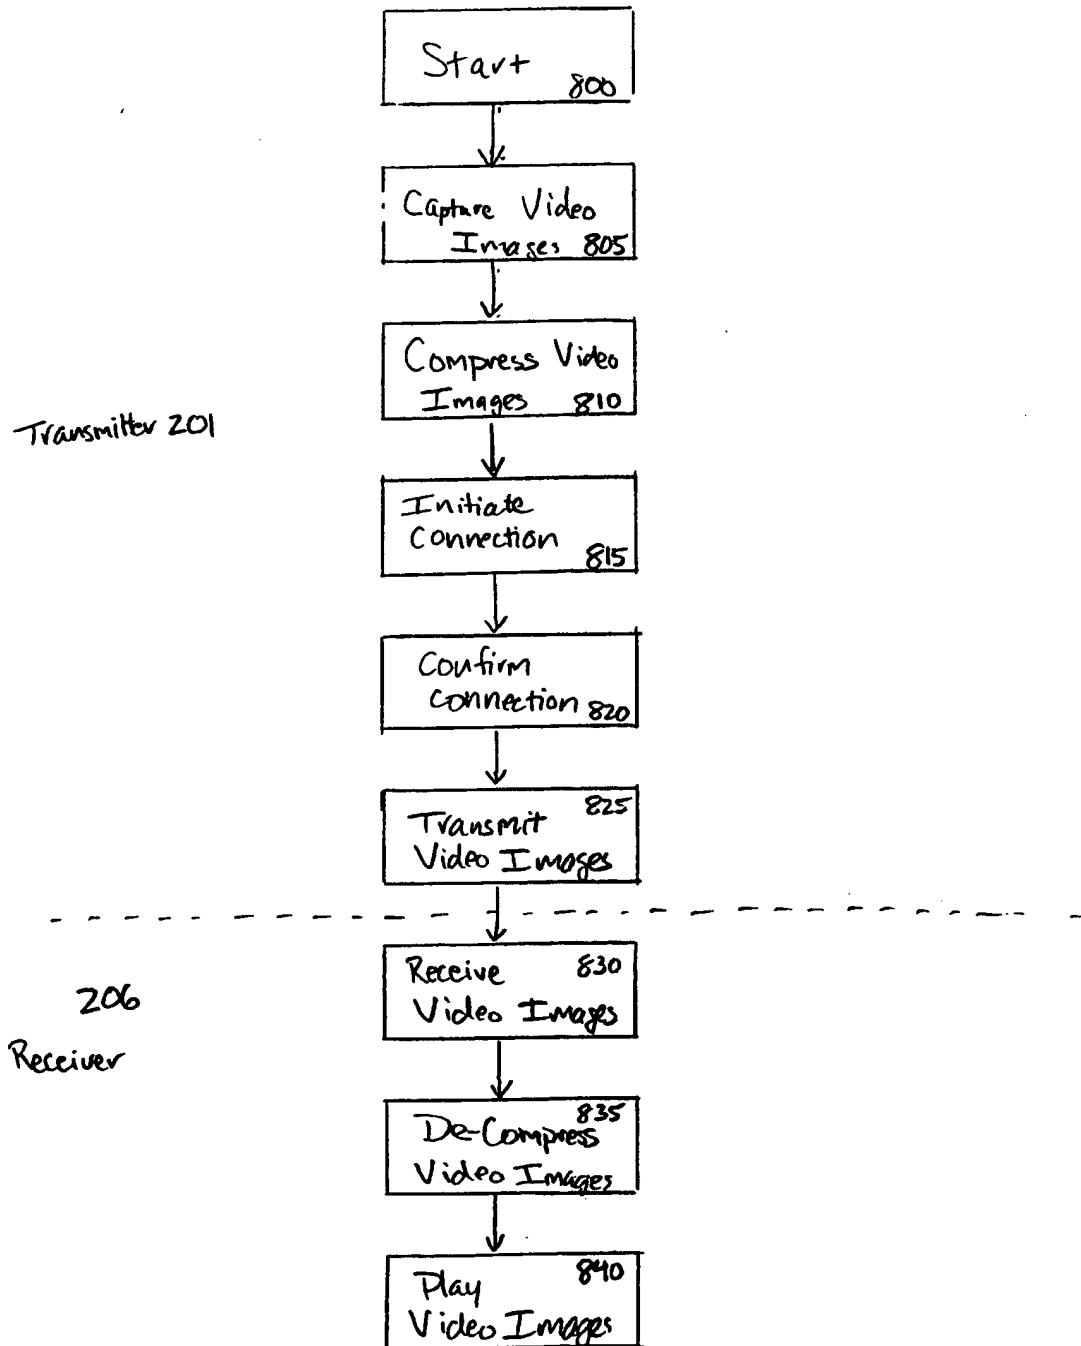 Start
800
Capture Video
Images 805
Compress Video
Images 810
Transmitter 201
Initiate
Connection
815
Confirm
Connection 820
825
Transmit
Video Images
Receive 830
Video Images
206
Receiver
835
De-Compress
Video Images
Play 840
Video Images